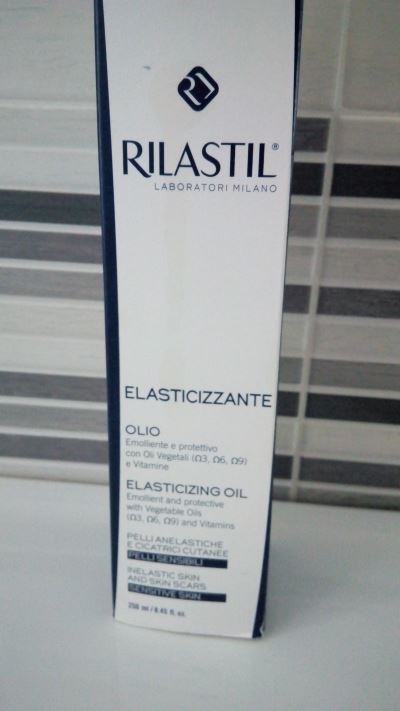 RILASTIL®
LABORATORI MILANO
ELASTICIZZANTE
OLIO
Emolliente e protettivo
con Oli Vegetali (Ω3, Ω6, Ω9)
e Vitamine
ELASTICIZING OIL
Emollient and protective
with Vegetable Oils
(Ω3, Ω6, Ω9) and Vitamins
PELLI ANELASTICHE
E CICATRICI CUTANEE
PELLI SENSIBILI
INELASTIC SKIN
AND SKIN SCARS
SENSITIVE SKIN
250 ml / 8.45 fl. oz.